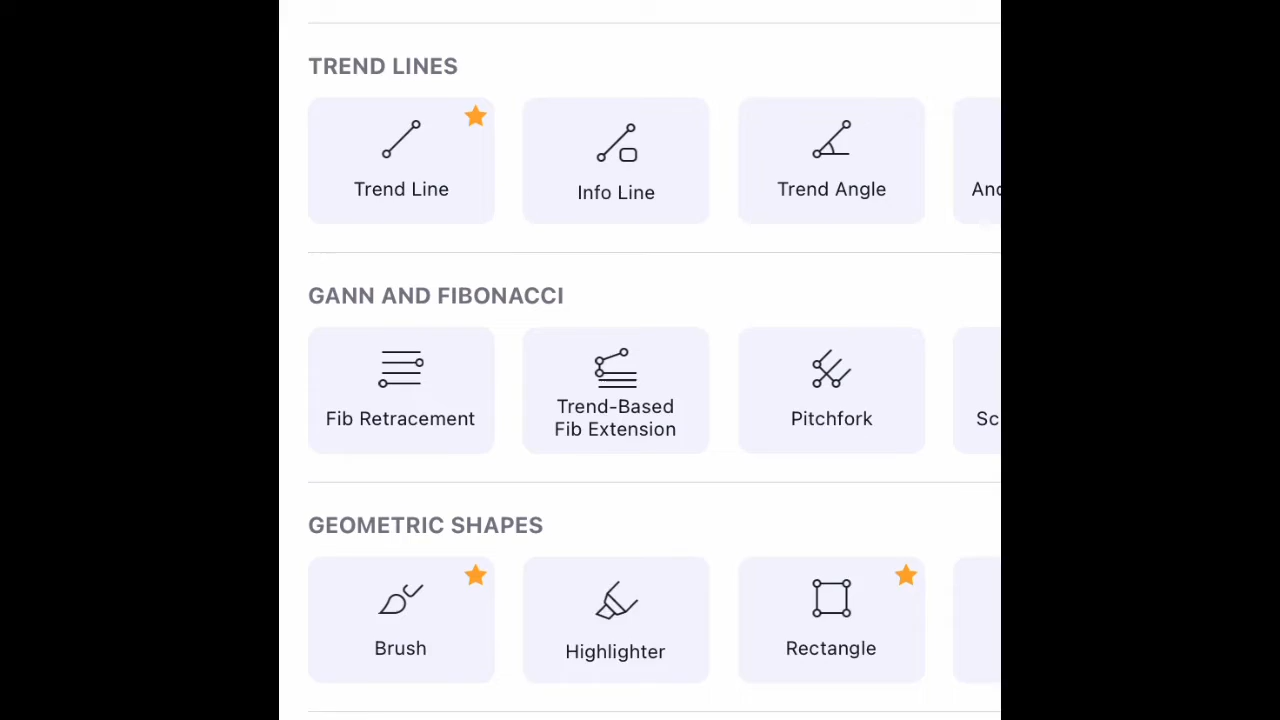 TREND LINES
Trend Line
Info Line
Trend Angle
GANN AND FIBONACCI
Fib Retracement
Trend-Based
Fib Extension
Pitchfork
GEOMETRIC SHAPES
Brush
Highlighter
Rectangle